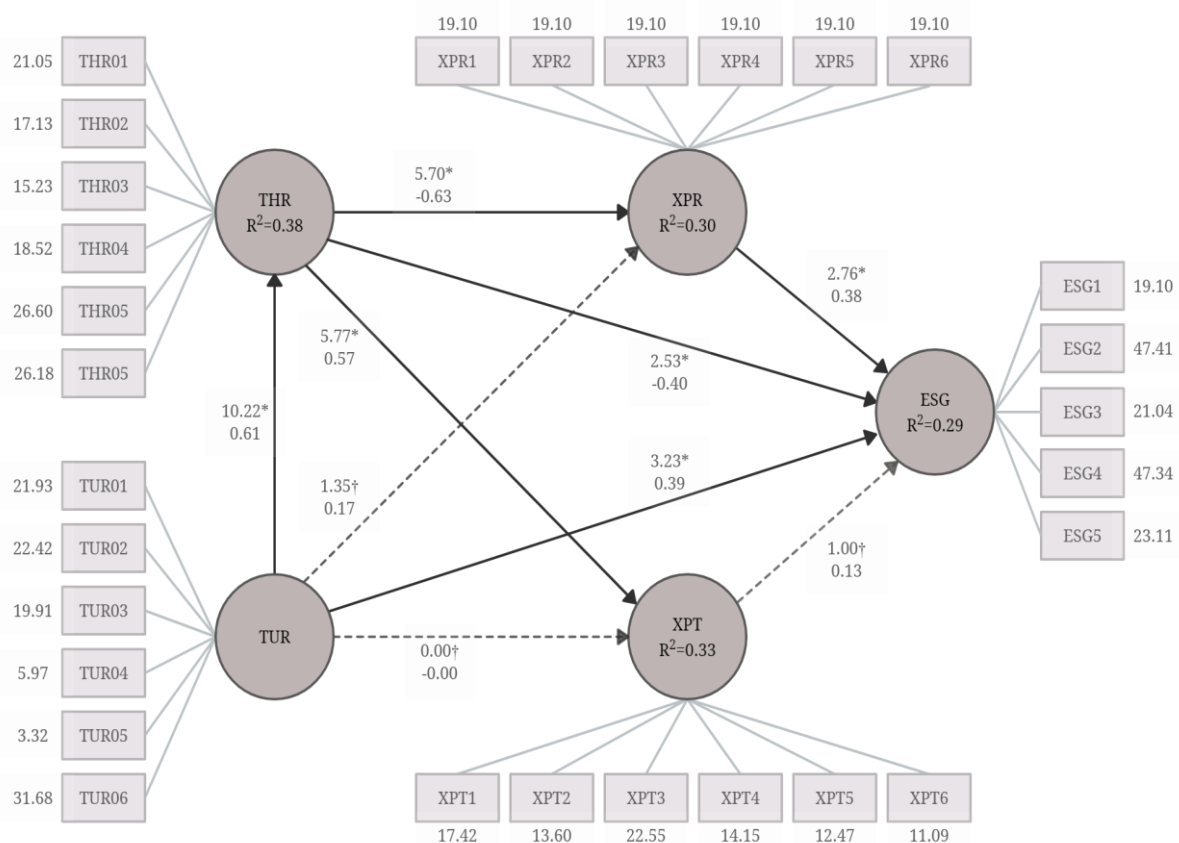 19.10 19.10 19.10 19.10 19.10 19.10
XPR1 XPR2 XPR3 XPR4 XPR5 XPR6
21.05 THR01
17.13 THR02
15.23 THR03
18.52 THR04
26.60 THR05
26.18 THR05
THR
R²=0.38
5.70*
-0.63
XPR
R²=0.30
2.76*
0.38
5.77*
0.57
2.53*
-0.40
10.22*
0.61
ESG1 19.10
ESG2 47.41
ESG3 21.04
ESG4 47.34
ESG5 23.11
ESG
R²=0.29
1.35†
0.17
3.23*
0.39
1.00†
0.13
21.93 TUR01
22.42 TUR02
19.91 TUR03
5.97 TUR04
3.32 TUR05
31.68 TUR06
TUR
0.00†
-0.00
XPT
R²=0.33
XPT1 XPT2 XPT3 XPT4 XPT5 XPT6
17.42 13.60 22.55 14.15 12.47 11.09